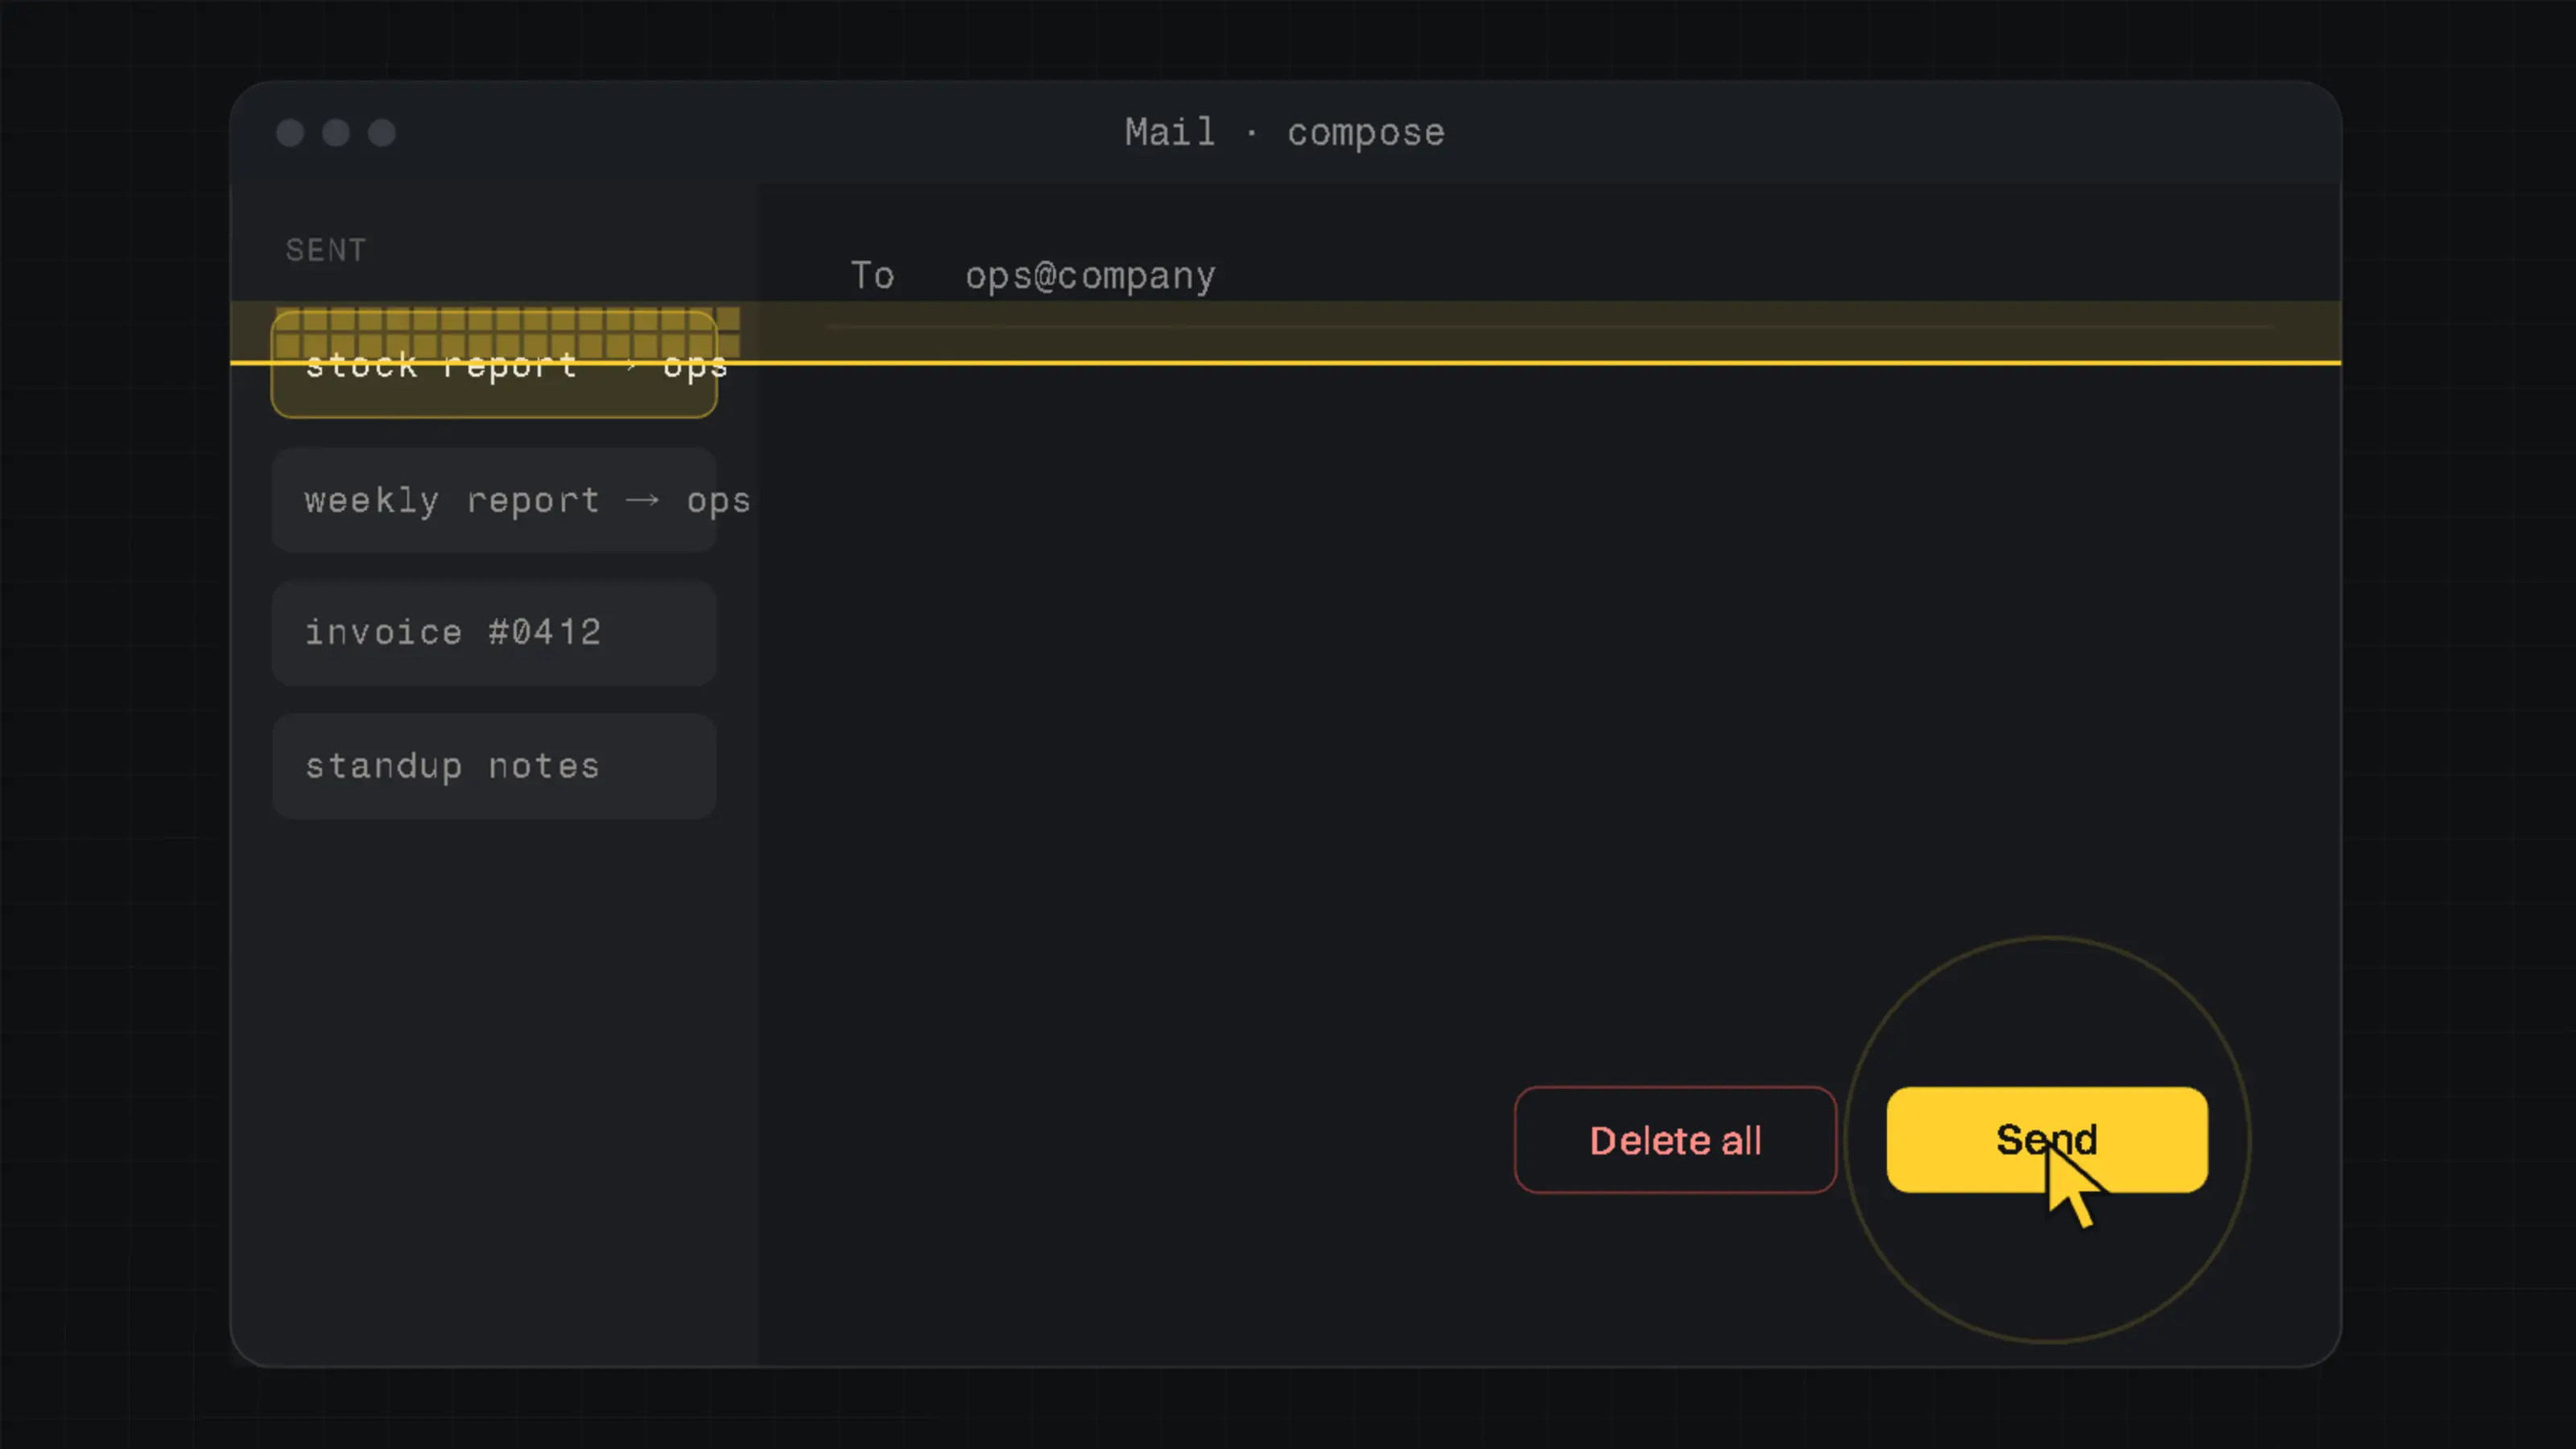 Mail · compose
SENT
To ops@company
stock report → ops
weekly report → ops
invoice #0412
standup notes
Delete all
Send